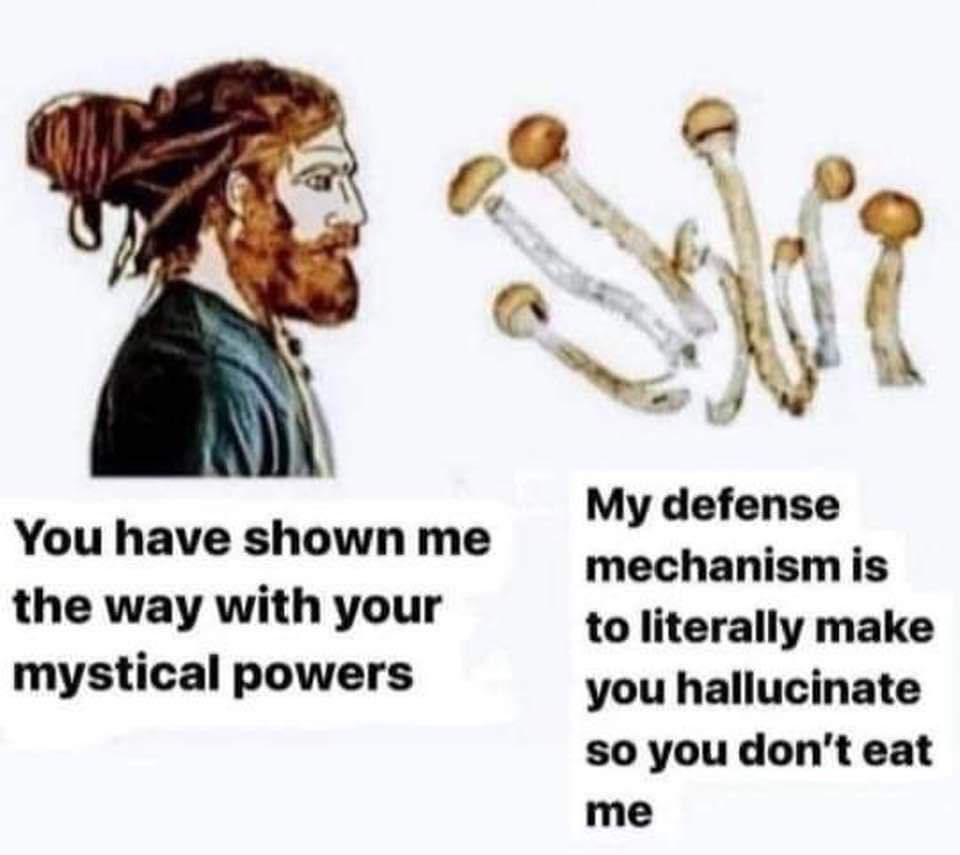 You have shown me
the way with your
mystical powers
My defense
mechanism is
to literally make
you hallucinate
so you don't eat
me